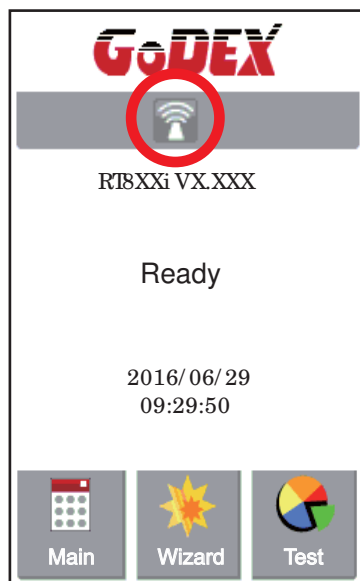 GoDEX
RT8XXi VX.XXX
Ready
2016/06/29
09:29:50
Main Wizard Test